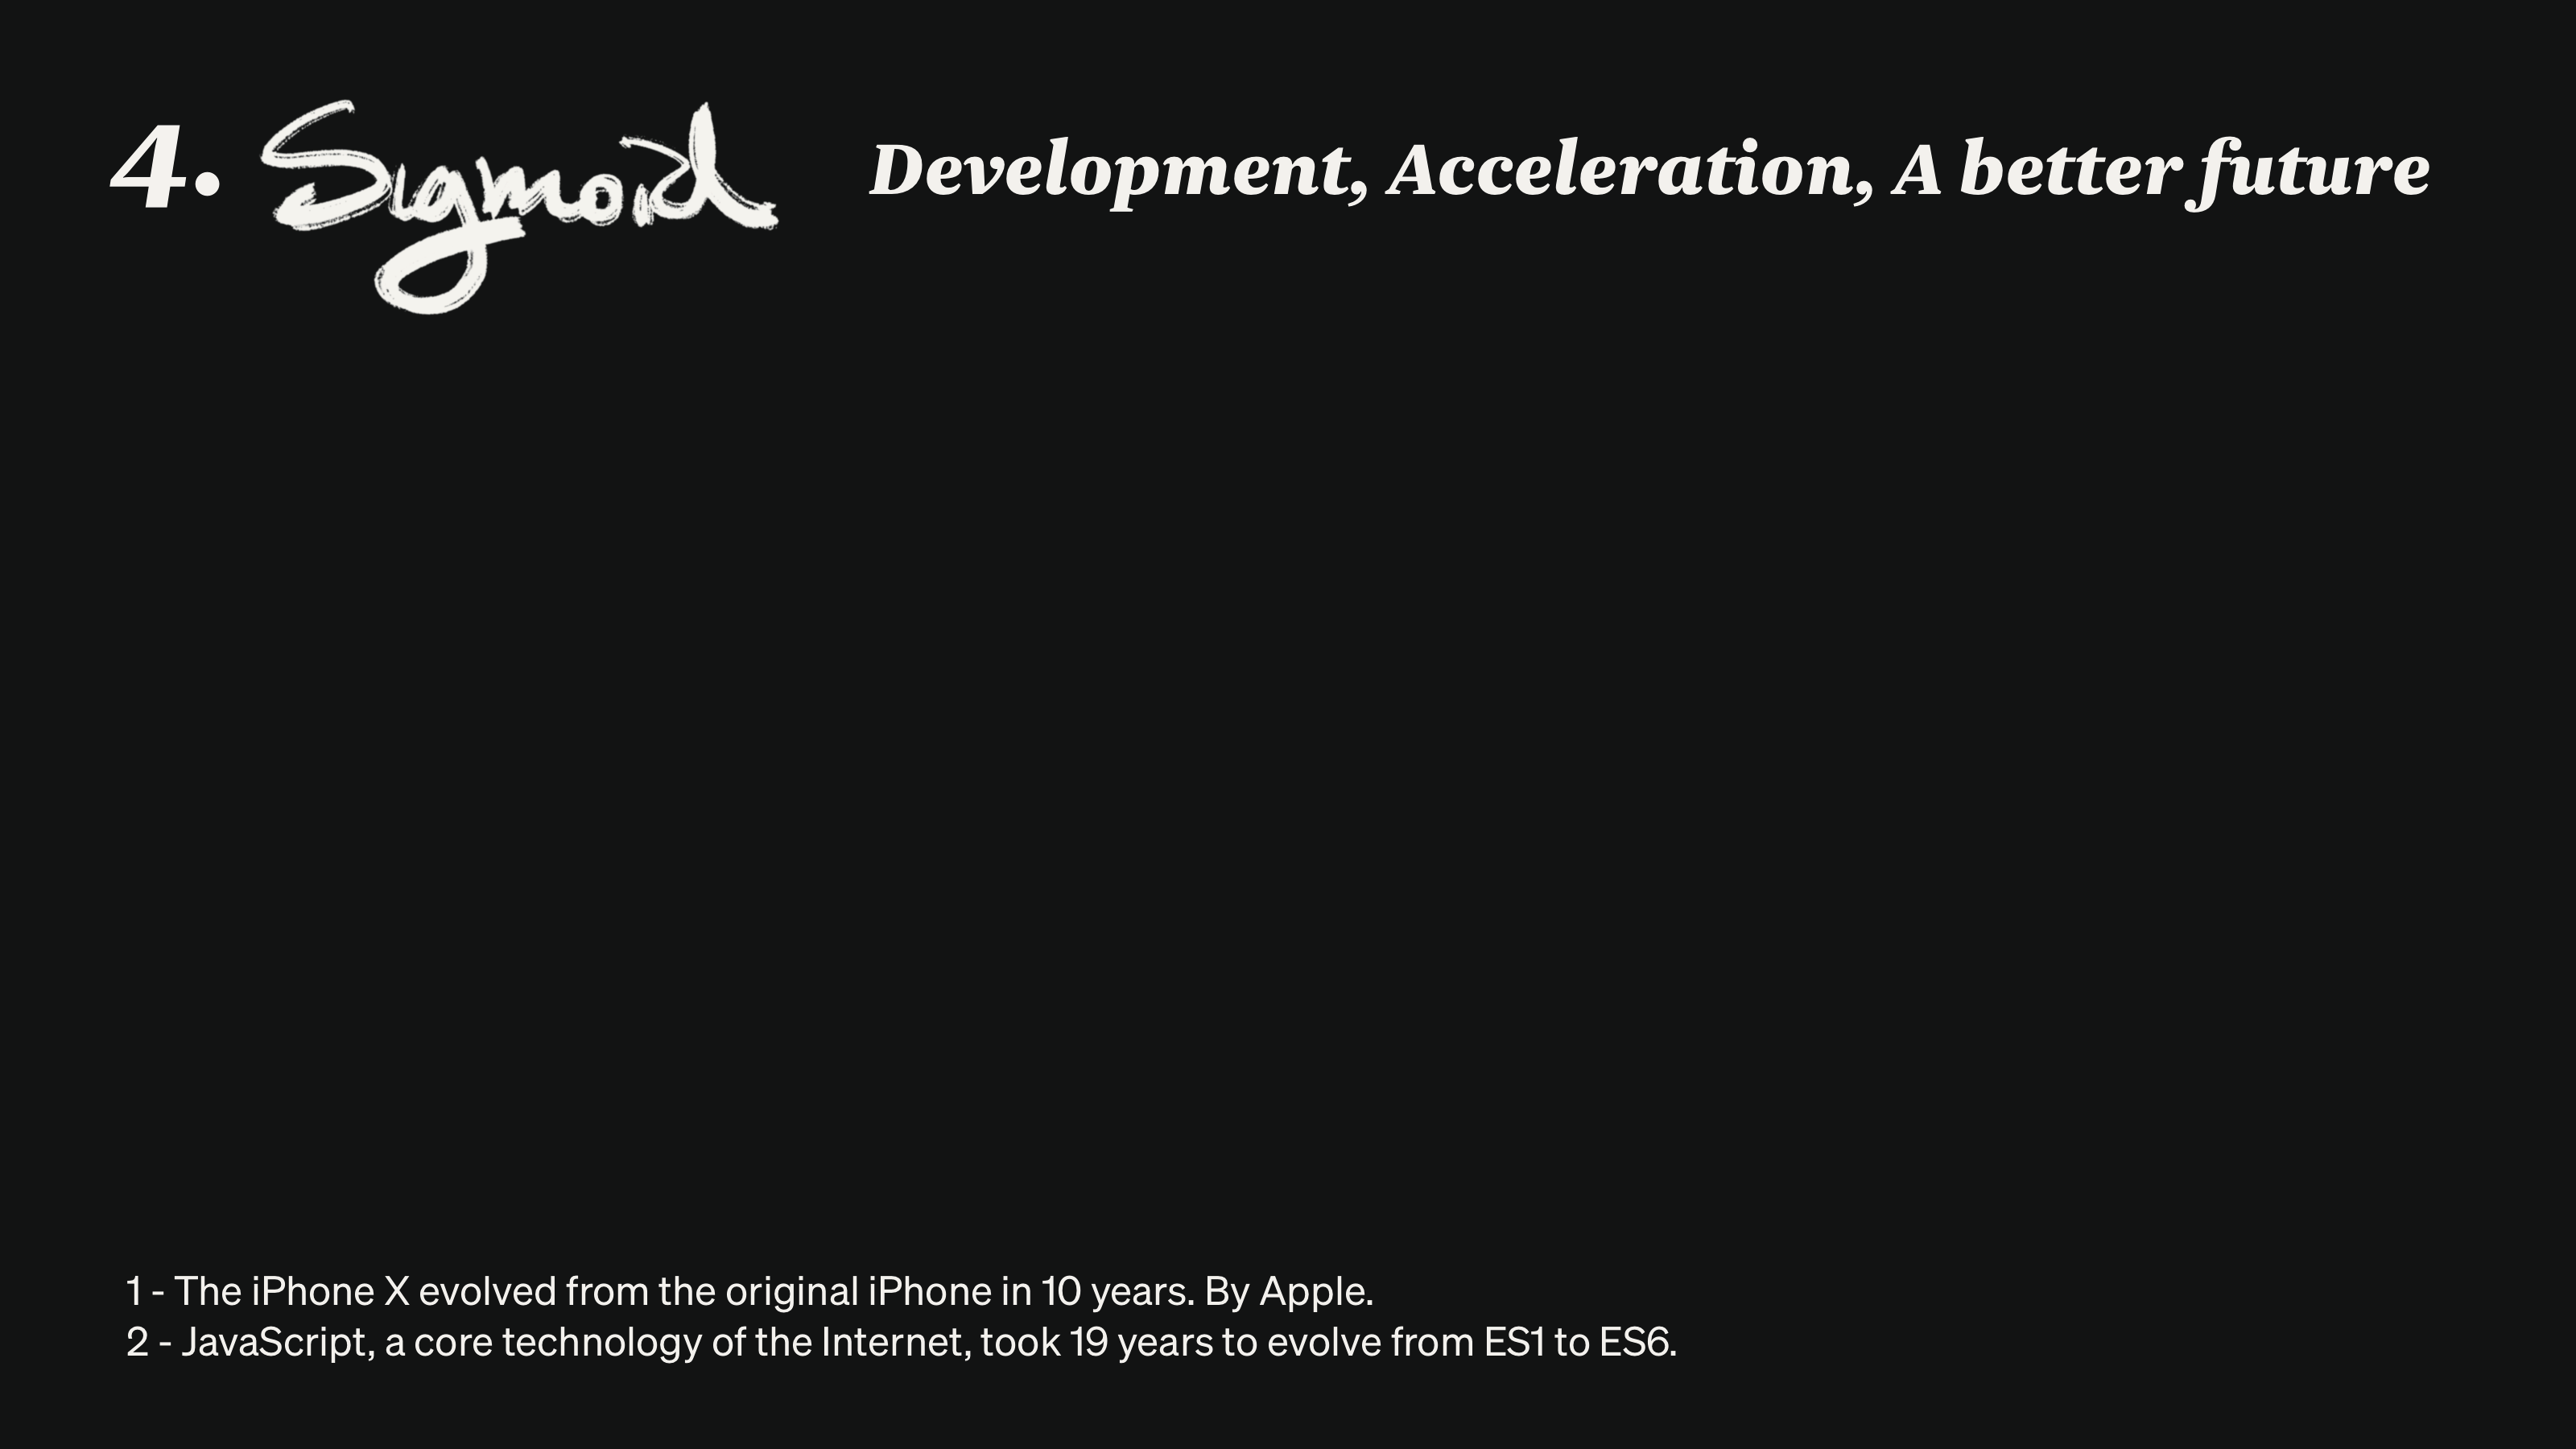 4. Sigmoid Development, Acceleration, A better future
1 - The iPhone X evolved from the original iPhone in 10 years. By Apple.
2 - JavaScript, a core technology of the Internet, took 19 years to evolve from ES1 to ES6.